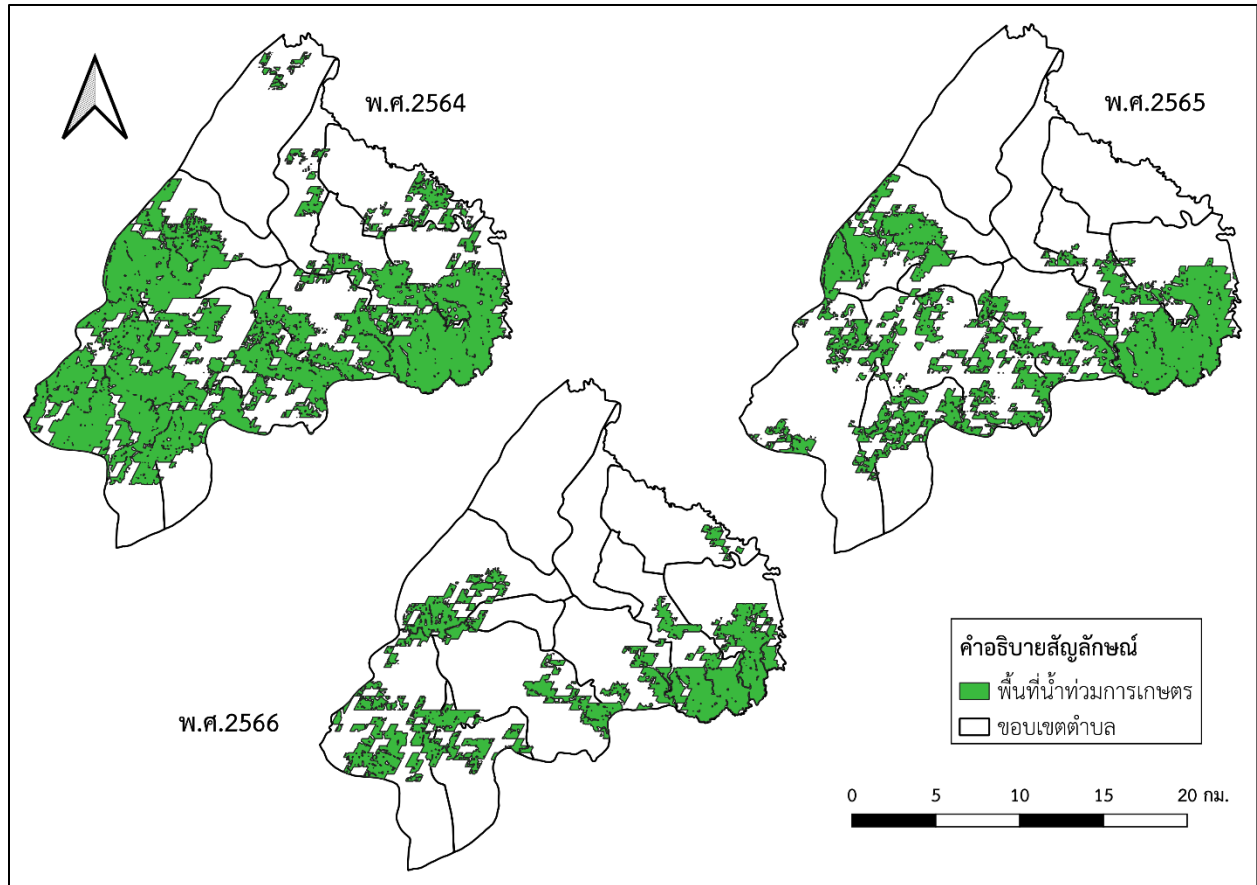 พ.ศ.2564
พ.ศ.2565
พ.ศ.2566
คำอธิบายสัญลักษณ์
พื้นที่น้ำท่วมการเกษตร
ขอบเขตตำบล
0 5 10 15 20 กม.